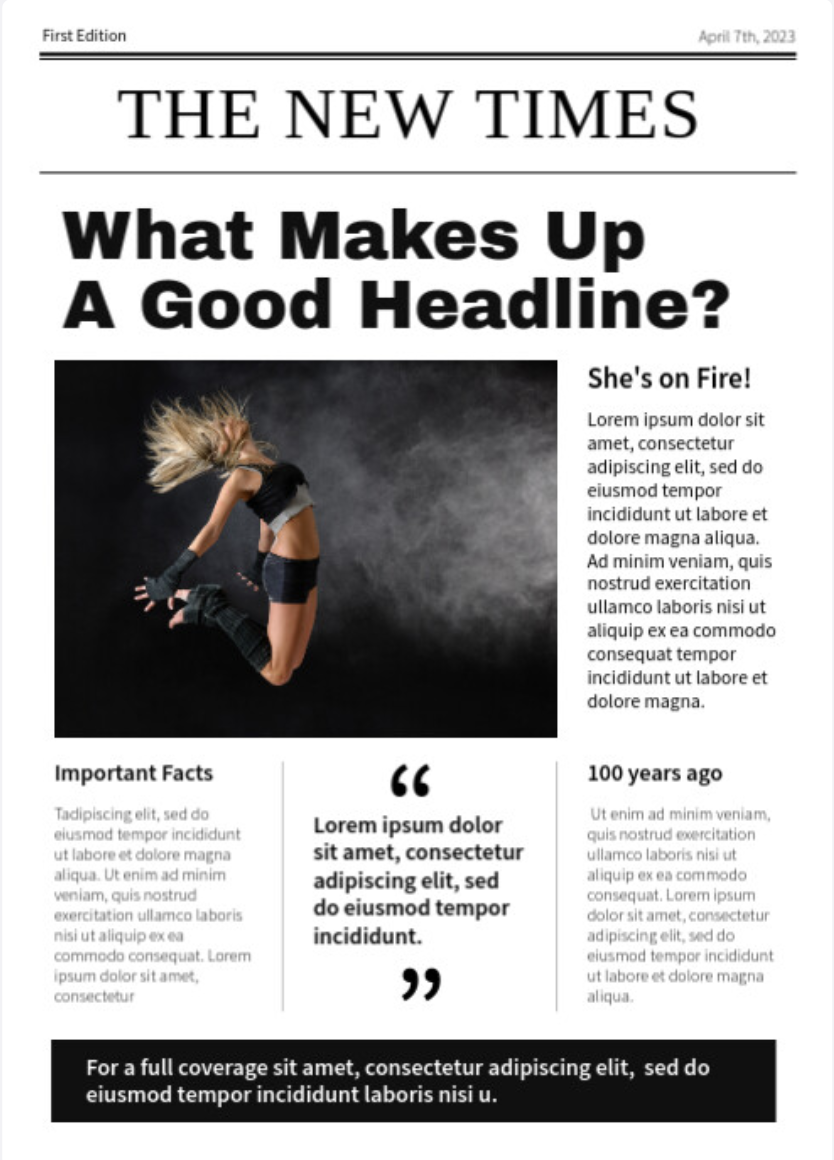 First Edition
April 7th, 2023
THE NEW TIMES
What Makes Up
A Good Headline?
She's on Fire!
Lorem ipsum dolor sit
amet, consectetur
adipiscing elit, sed do
eiusmod tempor
incididunt ut labore et
dolore magna aliqua.
Ad minim veniam, quis
nostrud exercitation
ullamco laboris nisi ut
aliquip ex ea commodo
consequat tempor
incididunt ut labore et
dolore magna.
Important Facts
Tadipiscing elit, sed do
eiusmod tempor incididunt
ut labore et dolore magna
aliqua. Ut enim ad minim
veniam, quis nostrud
exercitation ullamco laboris
nisi ut aliquip ex ea
commodo consequat. Lorem
ipsum dolor sit amet,
consectetur
“
Lorem ipsum dolor
sit amet, consectetur
adipiscing elit, sed
do eiusmod tempor
incididunt.
”
100 years ago
Ut enim ad minim veniam,
quis nostrud exercitation
ullamco laboris nisi ut
aliquip ex ea commodo
consequat. Lorem ipsum
dolor sit amet, consectetur
adipiscing elit, sed do
eiusmod tempor incididunt
ut labore et dolore magna
aliqua.
For a full coverage sit amet, consectetur adipiscing elit, sed do
eiusmod tempor incididunt laboris nisi u.